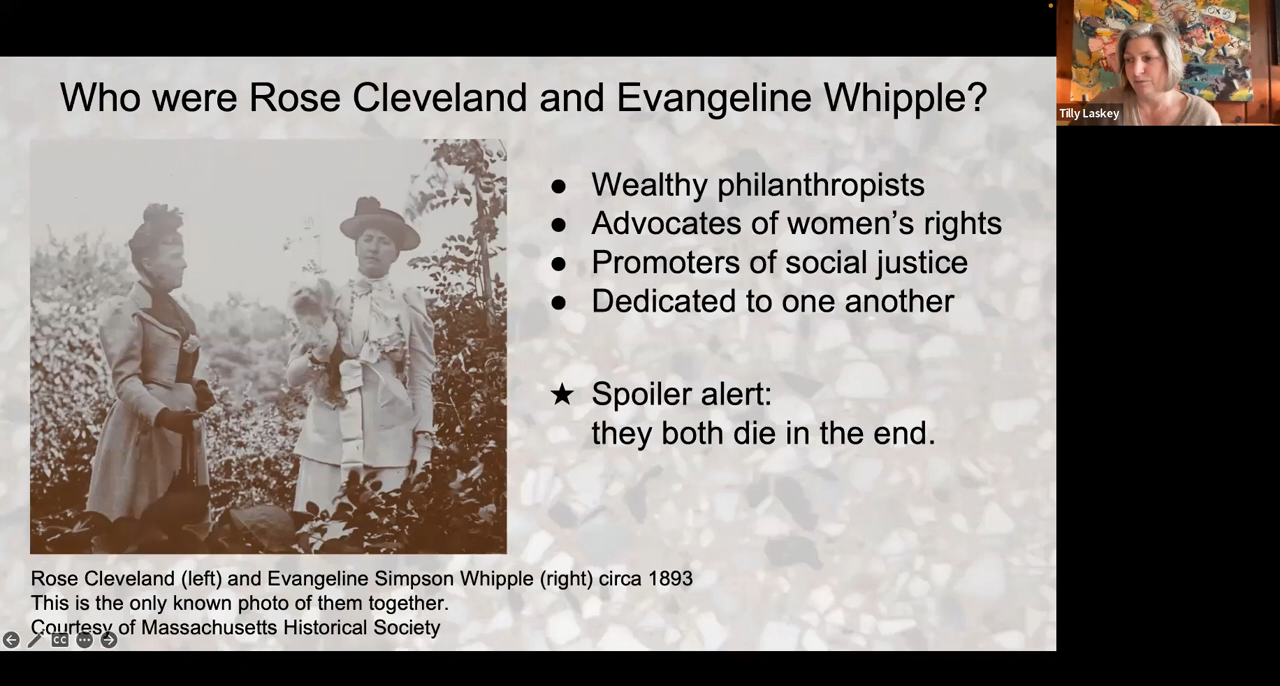 Who were Rose Cleveland and Evangeline Whipple?
● Wealthy philanthropists
● Advocates of women’s rights
● Promoters of social justice
● Dedicated to one another
★ Spoiler alert:
they both die in the end.
Rose Cleveland (left) and Evangeline Simpson Whipple (right) circa 1893
This is the only known photo of them together.
Courtesy of Massachusetts Historical Society
CC
Tilly Laskey